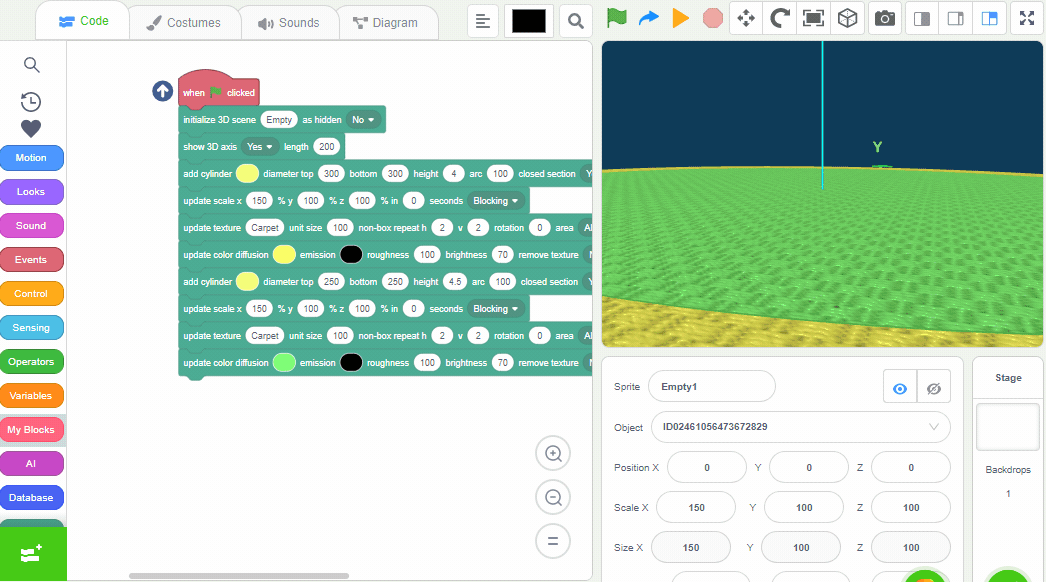 Code
Costumes
Sounds
Diagram
Motion
Looks
Sound
Events
Control
Sensing
Operators
Variables
My Blocks
AI
Database
when clicked
initialize 3D scene Empty as hidden No
show 3D axis Yes length 200
add cylinder diameter top 300 bottom 300 height 4 arc 100 closed section Y
update scale x 150 % y 100 % z 100 % in 0 seconds Blocking
update texture Carpet unit size 100 non-box repeat h 2 v 2 rotation 0 area Al
update color diffusion emission roughness 100 brightness 70 remove texture
add cylinder diameter top 250 bottom 250 height 4.5 arc 100 closed section Y
update scale x 150 % y 100 % z 100 % in 0 seconds Blocking
update texture Carpet unit size 100 non-box repeat h 2 v 2 rotation 0 area Al
update color diffusion emission roughness 100 brightness 70 remove texture
Y
Sprite Empty1
Object ID02461056473672829
Position X 0 Y 0 Z 0
Scale X 150 Y 100 Z 100
Size X 150 Y 100 Z 100
Stage
Backdrops
1